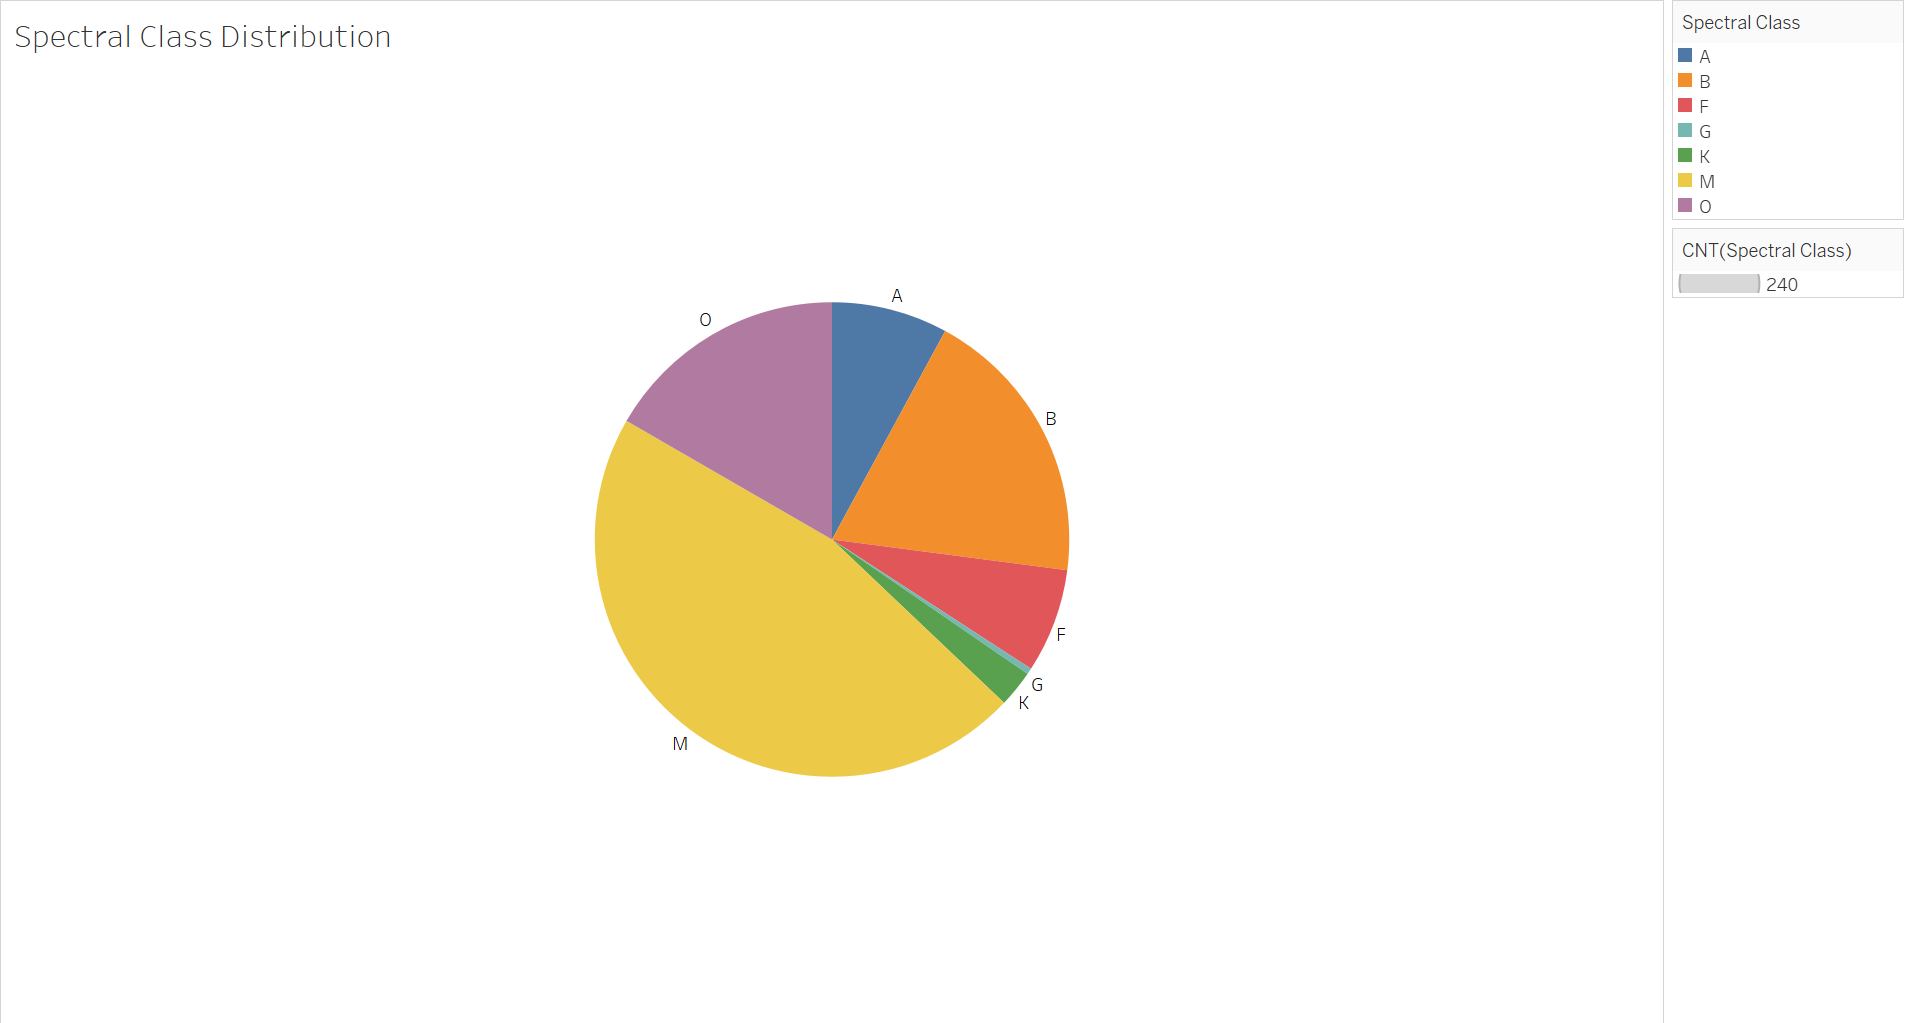 Spectral Class Distribution
A
B
F
G
K
M
O
Spectral Class
A
B
F
G
K
M
O
CNT(Spectral Class)
240